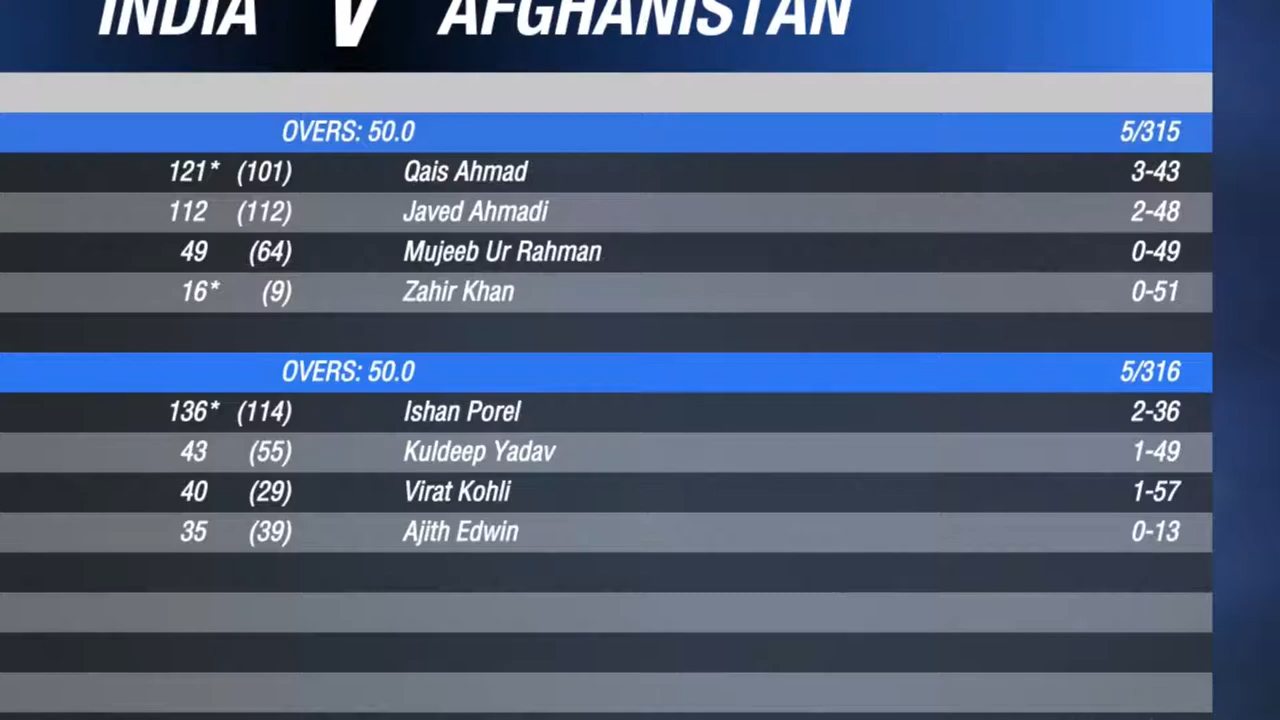 INDIA V AFGHANISTAN
OVERS: 50.0 5/315
121* (101) Qais Ahmad 3-43
112 (112) Javed Ahmadi 2-48
49 (64) Mujeeb Ur Rahman 0-49
16* (9) Zahir Khan 0-51
OVERS: 50.0 5/316
136* (114) Ishan Porel 2-36
43 (55) Kuldeep Yadav 1-49
40 (29) Virat Kohli 1-57
35 (39) Ajith Edwin 0-13